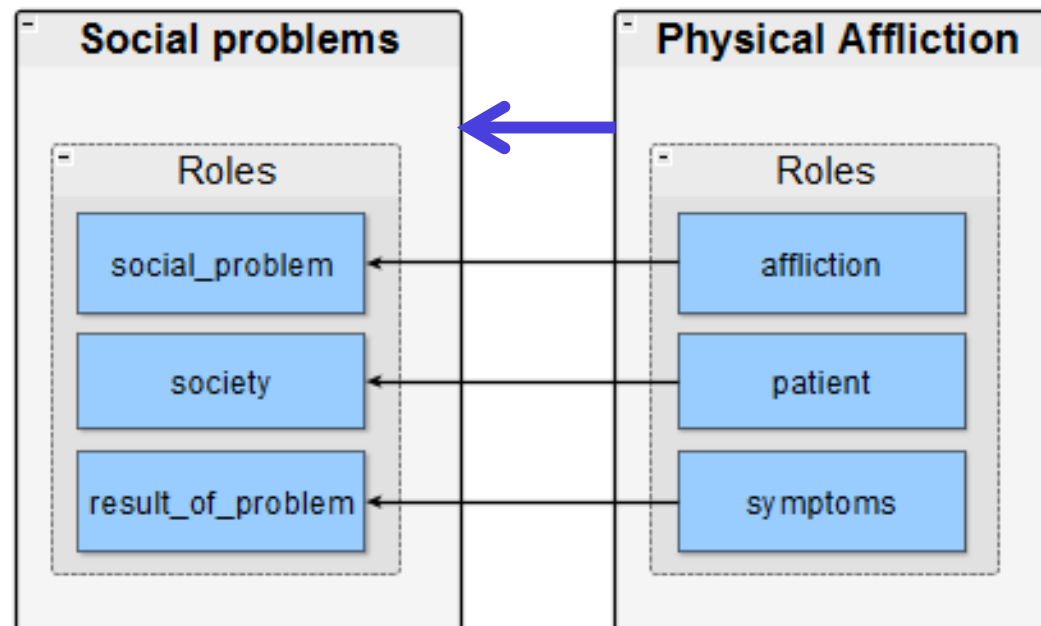 Social problems
Roles
social_problem
society
result_of_problem
Physical Affliction
Roles
affliction
patient
symptoms